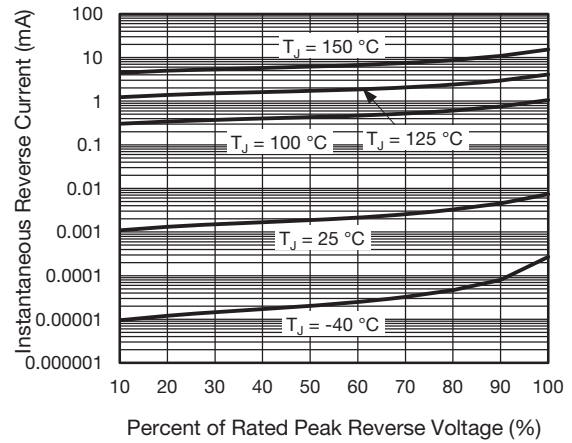 Instantaneous Reverse Current (mA)
100
10
1
0.1
0.01
0.001
0.0001
0.00001
0.000001
T_J = 150 °C
T_J = 125 °C
T_J = 100 °C
T_J = 25 °C
T_J = -40 °C
10 20 30 40 50 60 70 80 90 100
Percent of Rated Peak Reverse Voltage (%)